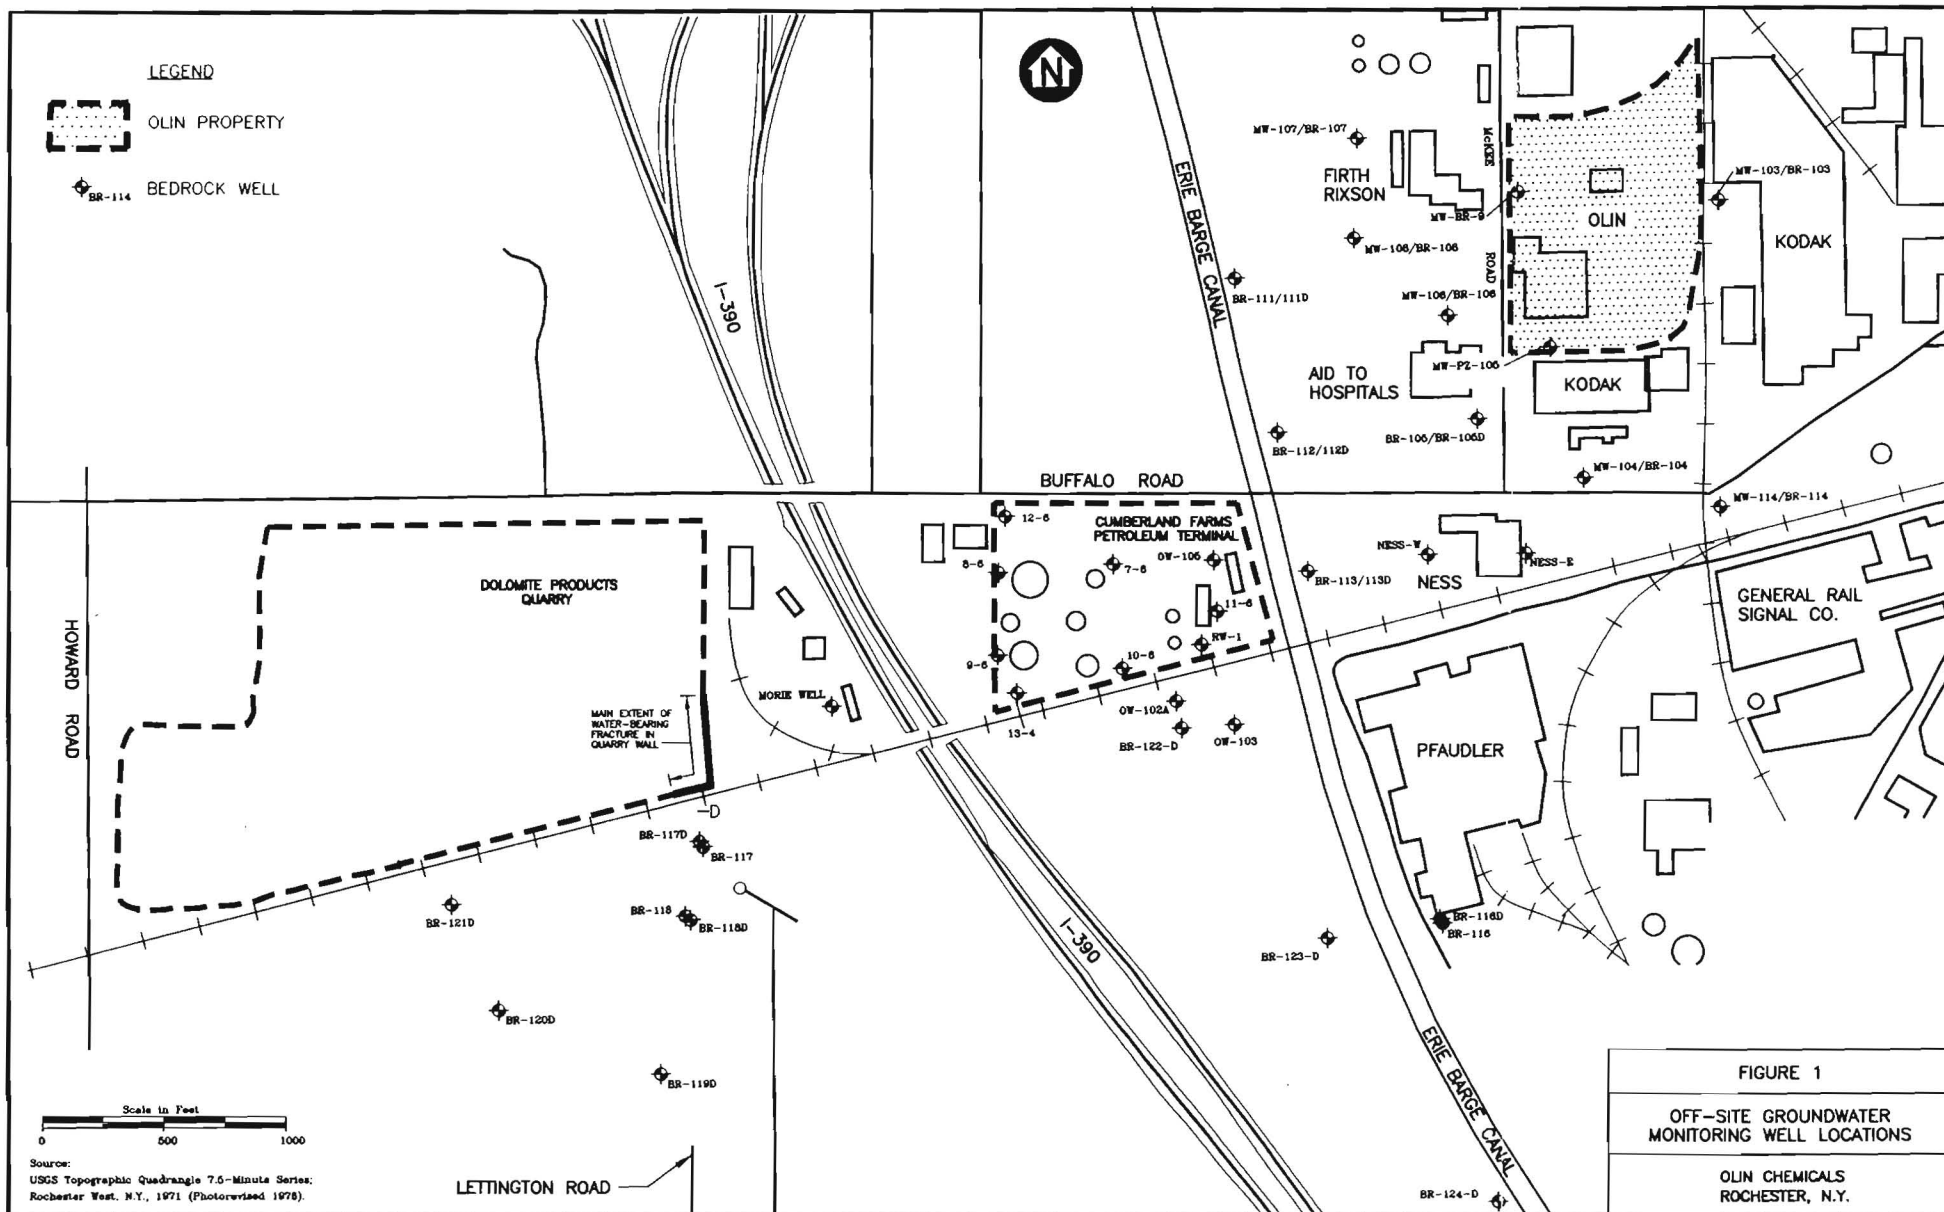 LEGEND
OLIN PROPERTY
BR-114
BEDROCK WELL
N
I-390
ERIE BARGE CANAL
MW-107/BR-107
FIRTH
RIXSON
McKEE
ROAD
MW-BR-9
MW-103/BR-103
OLIN
KODAK
MW-106/BR-106
BR-111/111D
MW-106/BR-106
MW-PZ-105
AID TO
HOSPITALS
KODAK
BR-105/BR-105D
BR-112/112D
MW-104/BR-104
BUFFALO ROAD
MW-114/BR-114
12-6
CUMBERLAND FARMS
PETROLEUM TERMINAL
OW-105
8-6
7-6
BR-113/113D
NESS-W
NESS
NESS-E
DOLOMITE PRODUCTS
QUARRY
11-6
GENERAL RAIL
SIGNAL CO.
HOWARD ROAD
RW-1
9-6
10-6
MORIE WELL
MAIN EXTENT OF
WATER-BEARING
FRACTURE IN
QUARRY WALL
13-4
OW-102A
BR-122-D
OW-103
PFAUDLER
-D
BR-117D
BR-117
BR-121D
BR-118
BR-118D
I-390
BR-116D
BR-116
BR-123-D
BR-120D
BR-119D
ERIE BARGE CANAL
BR-124-D
LETTINGTON ROAD
Scale in Feet
0 500 1000
Source:
USGS Topographic Quadrangle 7.5-Minute Series;
Rochester West, N.Y., 1971 (Photorevised 1978).
FIGURE 1
OFF-SITE GROUNDWATER
MONITORING WELL LOCATIONS
OLIN CHEMICALS
ROCHESTER, N.Y.